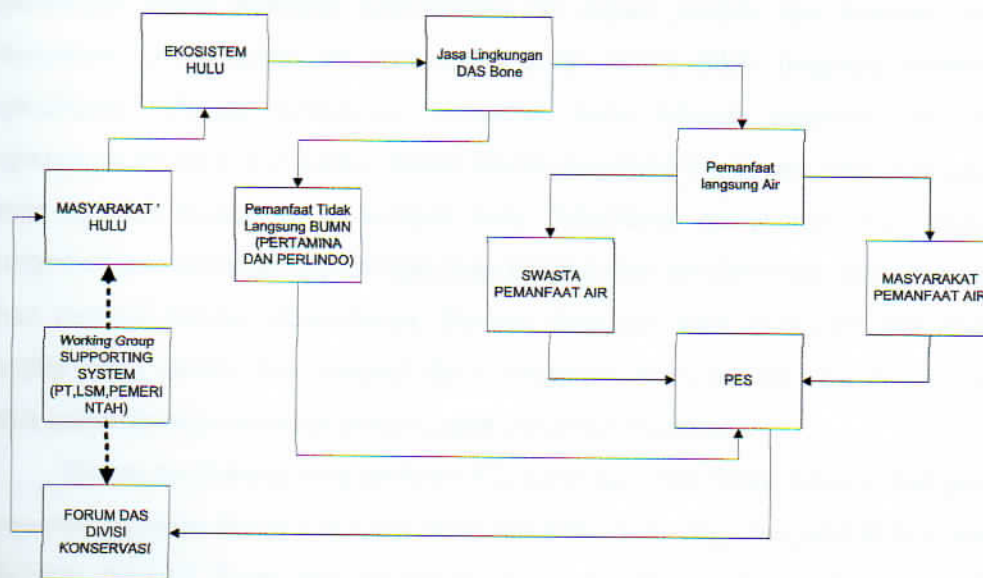 EKOSISTEM
HULU
Jasa Lingkungan
DAS Bone
MASYARAKAT '
HULU
Pemanfaat Tidak
Langsung BUMN
(PERTAMINA
DAN PERLINDO)
Pemanfaat
langsung Air
SWASTA
PEMANFAAT AIR
MASYARAKAT
PEMANFAAT AIR
Working Group
SUPPORTING
SYSTEM
(PT,LSM,PEMERI
NTAH)
PES
FORUM DAS
DIVISI
KONSERVASI